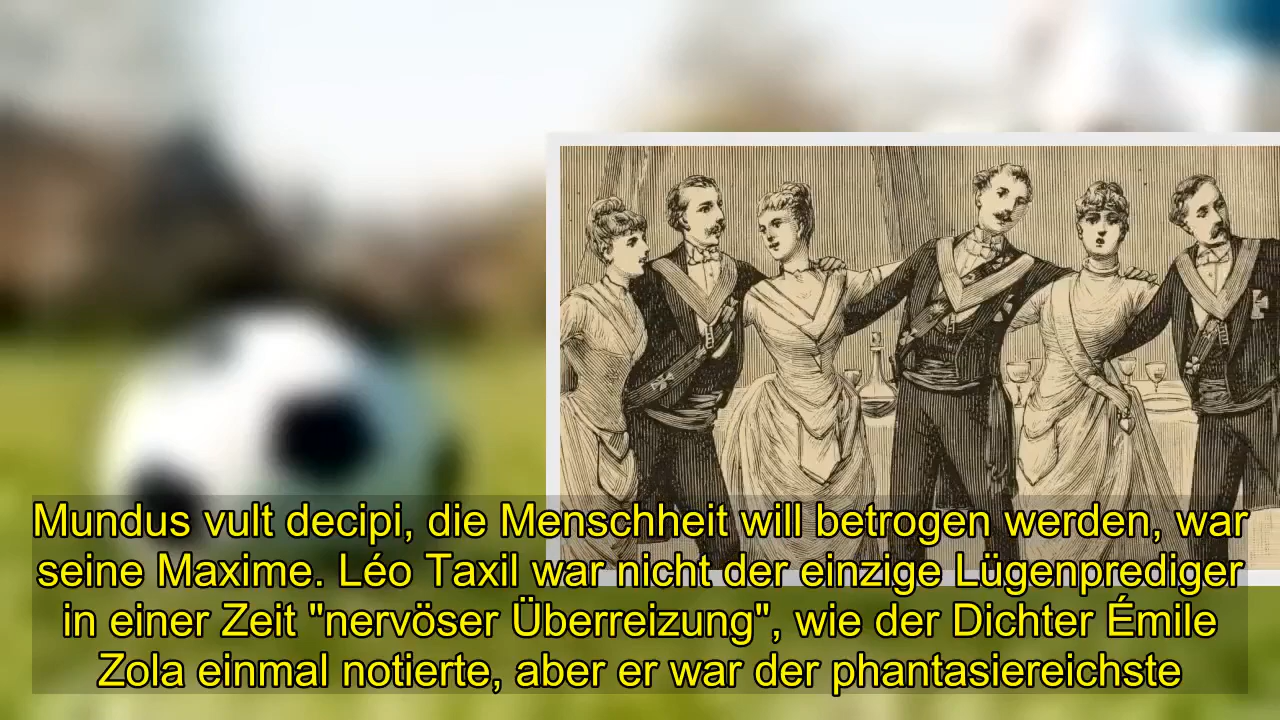 Mundus vult decipi, die Menschheit will betrogen werden, war
seine Maxime. Léo Taxil war nicht der einzige Lügenprediger
in einer Zeit "nervöser Überreizung", wie der Dichter Émile
Zola einmal notierte, aber er war der phantasiereichste